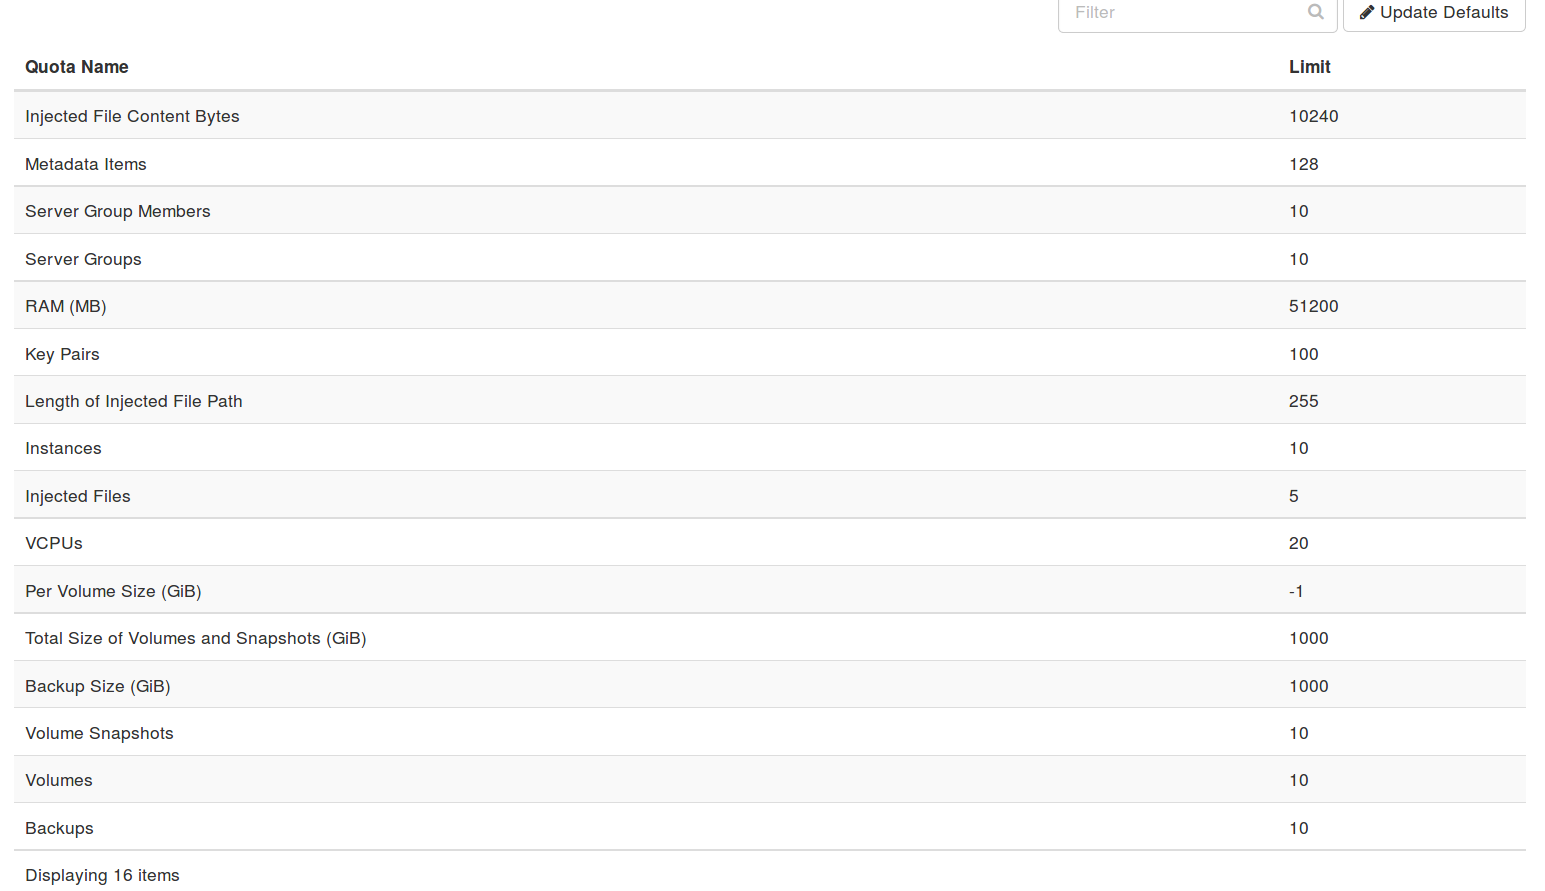 Filter Update Defaults
Quota Name Limit
Injected File Content Bytes 10240
Metadata Items 128
Server Group Members 10
Server Groups 10
RAM (MB) 51200
Key Pairs 100
Length of Injected File Path 255
Instances 10
Injected Files 5
VCPUs 20
Per Volume Size (GiB) -1
Total Size of Volumes and Snapshots (GiB) 1000
Backup Size (GiB) 1000
Volume Snapshots 10
Volumes 10
Backups 10
Displaying 16 items